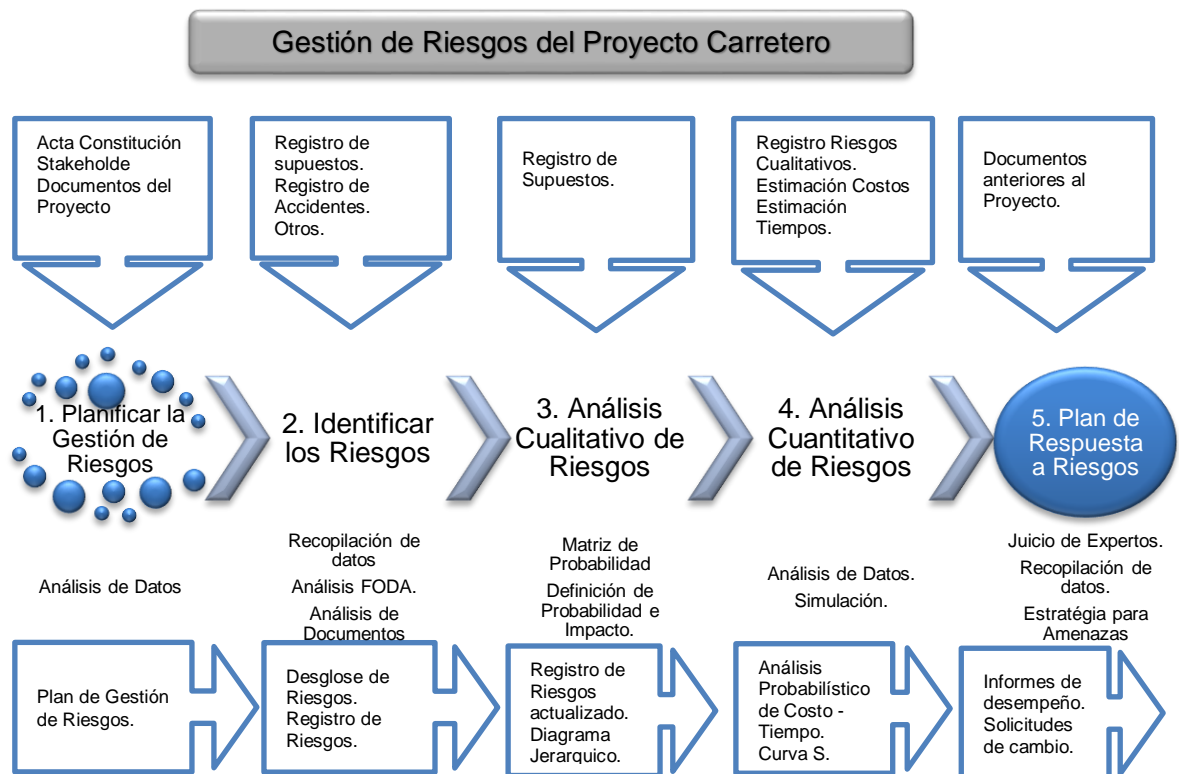 Gestión de Riesgos del Proyecto Carretero
Acta Constitución
Stakeholde
Documentos del
Proyecto
Registro de
supuestos.
Registro de
Accidentes.
Otros.
Registro de
Supuestos.
Registro Riesgos
Cualitativos.
Estimación Costos
Estimación
Tiempos.
Documentos
anteriores al
Proyecto.
1. Planificar la
Gestión de
Riesgos
2. Identificar
los Riesgos
3. Análisis
Cualitativo de
Riesgos
4. Análisis
Cuantitativo
de Riesgos
5. Plan de
Respuesta
a Riesgos
Análisis de Datos
Recopilación de
datos
Análisis FODA.
Análisis de
Documentos
Matriz de
Probabilidad
Definición de
Probabilidad e
Impacto.
Análisis de Datos.
Simulación.
Juicio de Expertos.
Recopilación de
datos.
Estratégia para
Amenazas
Plan de Gestión
de Riesgos.
Desglose de
Riesgos.
Registro de
Riesgos.
Registro de
Riesgos
actualizado.
Diagrama
Jerarquico.
Análisis
Probabilístico
de Costo -
Tiempo.
Curva S.
Informes de
desempeño.
Solicitudes
de cambio.